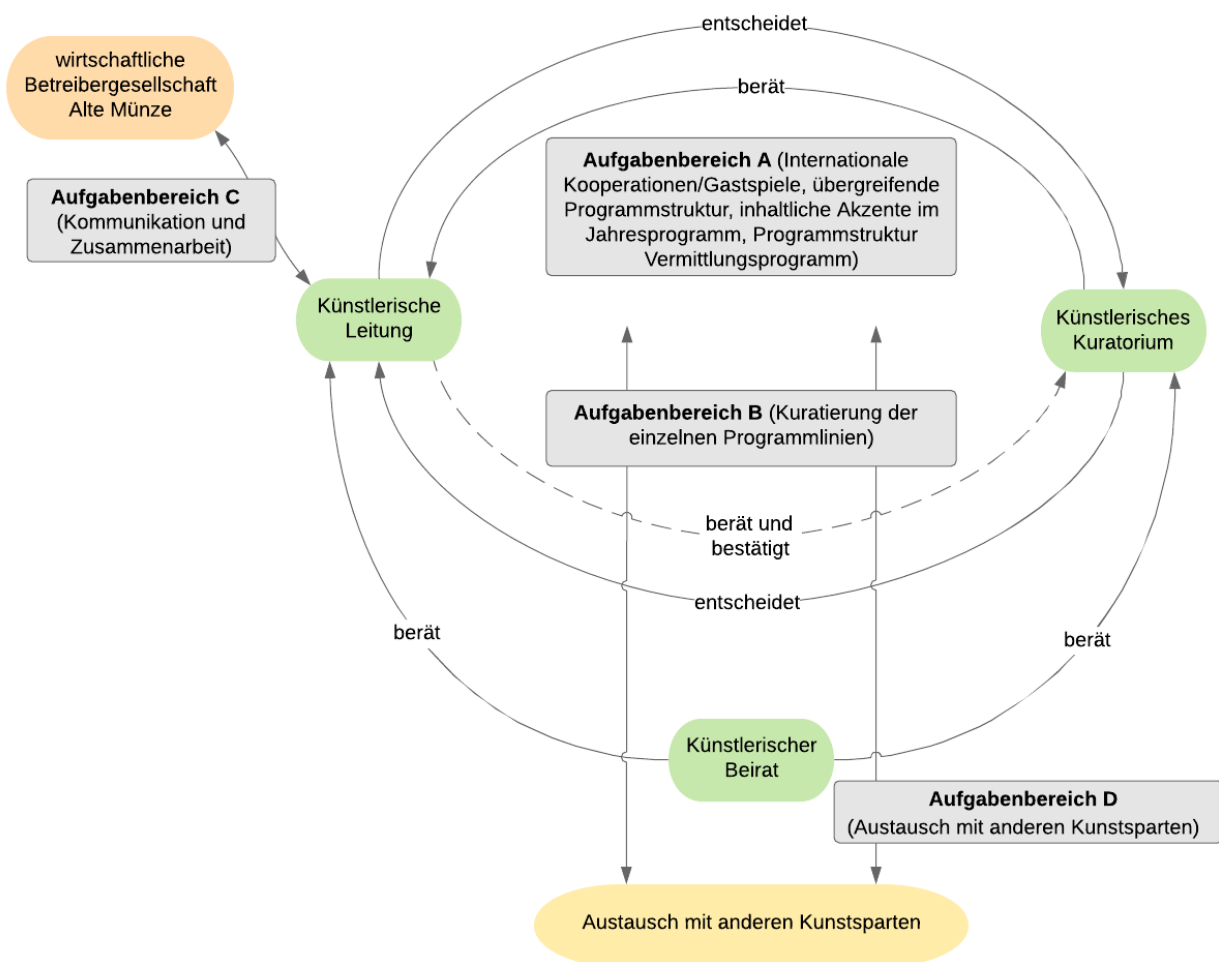 entscheidet
wirtschaftliche
Betreibergesellschaft
Alte Münze
berät
Aufgabenbereich A (Internationale
Kooperationen/Gastspiele, übergreifende
Programmstruktur, inhaltliche Akzente im
Jahresprogramm, Programmstruktur
Vermittlungsprogramm)
Aufgabenbereich C
(Kommunikation und
Zusammenarbeit)
Künstlerische
Leitung
Künstlerisches
Kuratorium
Aufgabenbereich B (Kuratierung der
einzelnen Programmlinien)
berät und
bestätigt
entscheidet
berät
berät
Künstlerischer
Beirat
Aufgabenbereich D
(Austausch mit anderen Kunstsparten)
Austausch mit anderen Kunstsparten